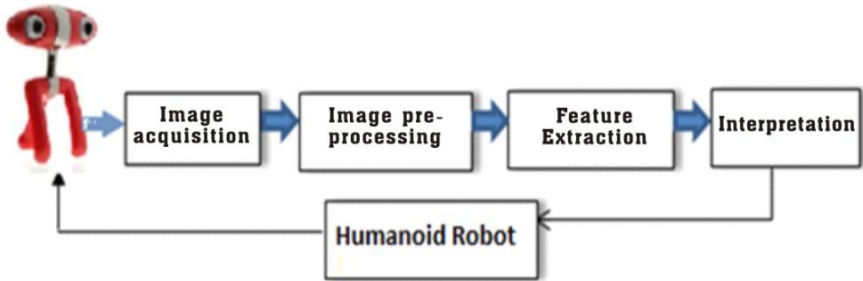 Image
acquisition
Image pre-
processing
Feature
Extraction
Interpretation
Humanoid Robot